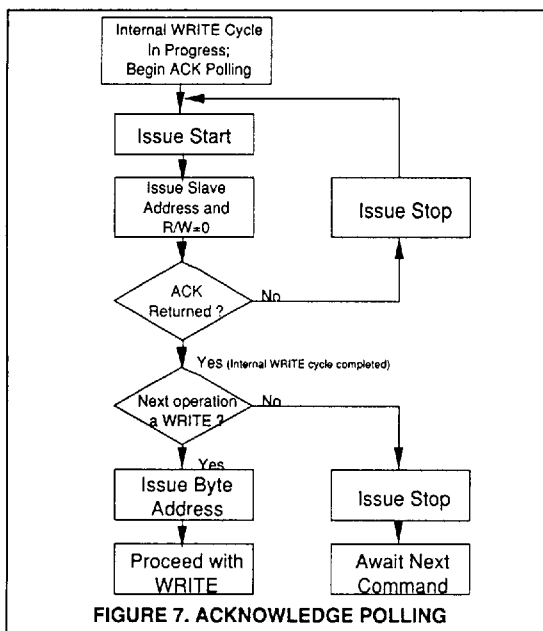 Internal WRITE Cycle
In Progress;
Begin ACK Polling
Issue Start
Issue Slave
Address and
R/W=0
Issue Stop
ACK
Returned ?
No
Yes (Internal WRITE cycle completed)
Next operation
a WRITE ?
No
Yes
Issue Byte
Address
Issue Stop
Proceed with
WRITE
Await Next
Command
FIGURE 7. ACKNOWLEDGE POLLING